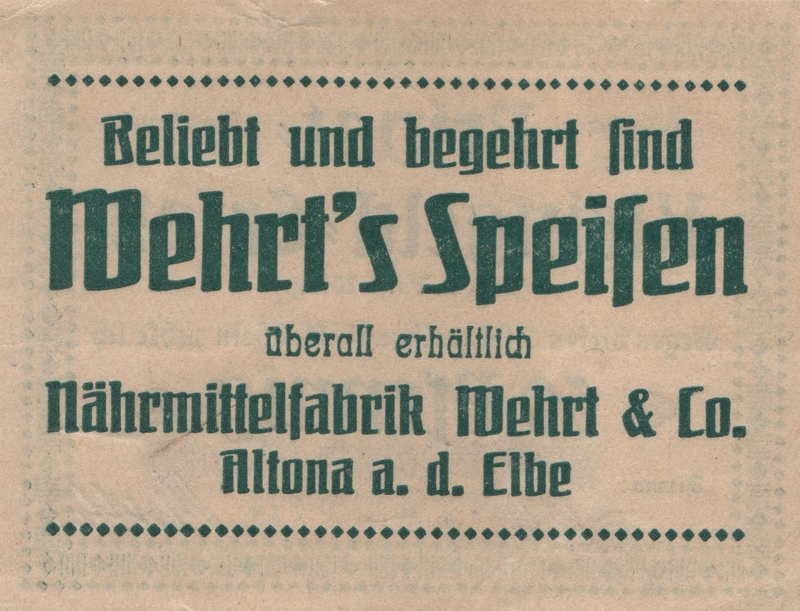 Beliebt und begehrt sind
Wehrt's Speisen
überall erhältlich
Nährmittelfabrik Wehrt & Co.
Altona a. d. Elbe